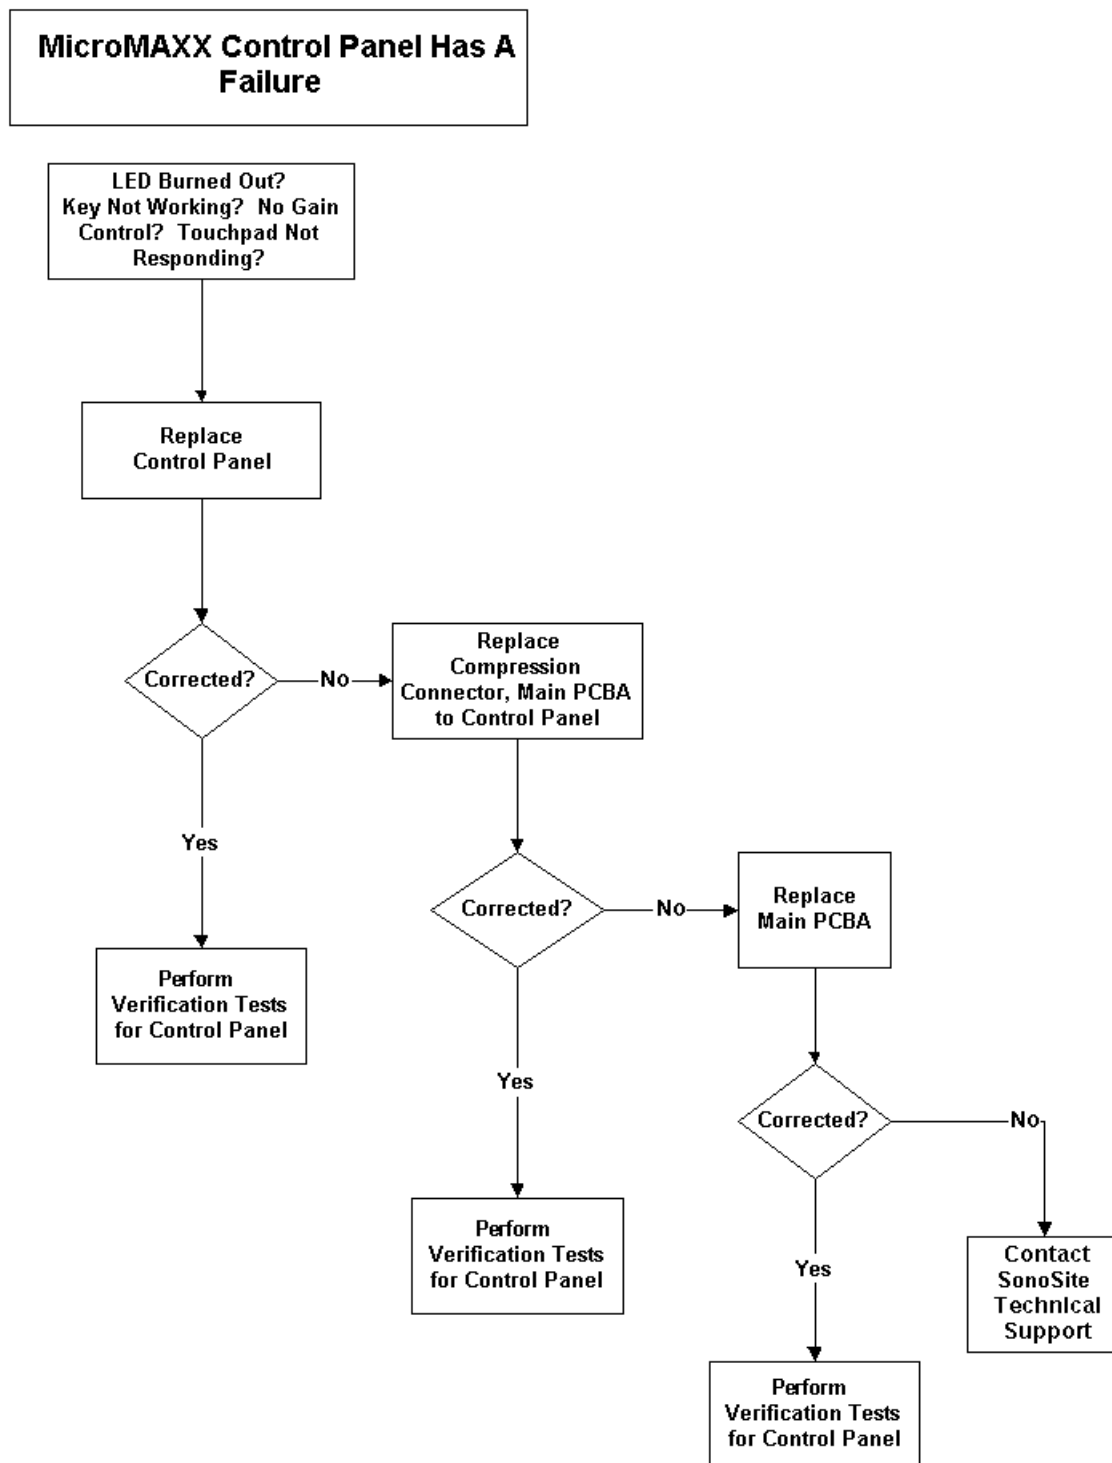 MicroMAXX Control Panel Has A
Failure
LED Burned Out?
Key Not Working? No Gain
Control? Touchpad Not
Responding?
Replace
Control Panel
Corrected?
No
Replace
Compression
Connector, Main PCBA
to Control Panel
Yes
Perform
Verification Tests
for Control Panel
Corrected?
No
Replace
Main PCBA
Yes
Perform
Verification Tests
for Control Panel
Corrected?
No
Contact
SonoSite
Technical
Support
Yes
Perform
Verification Tests
for Control Panel